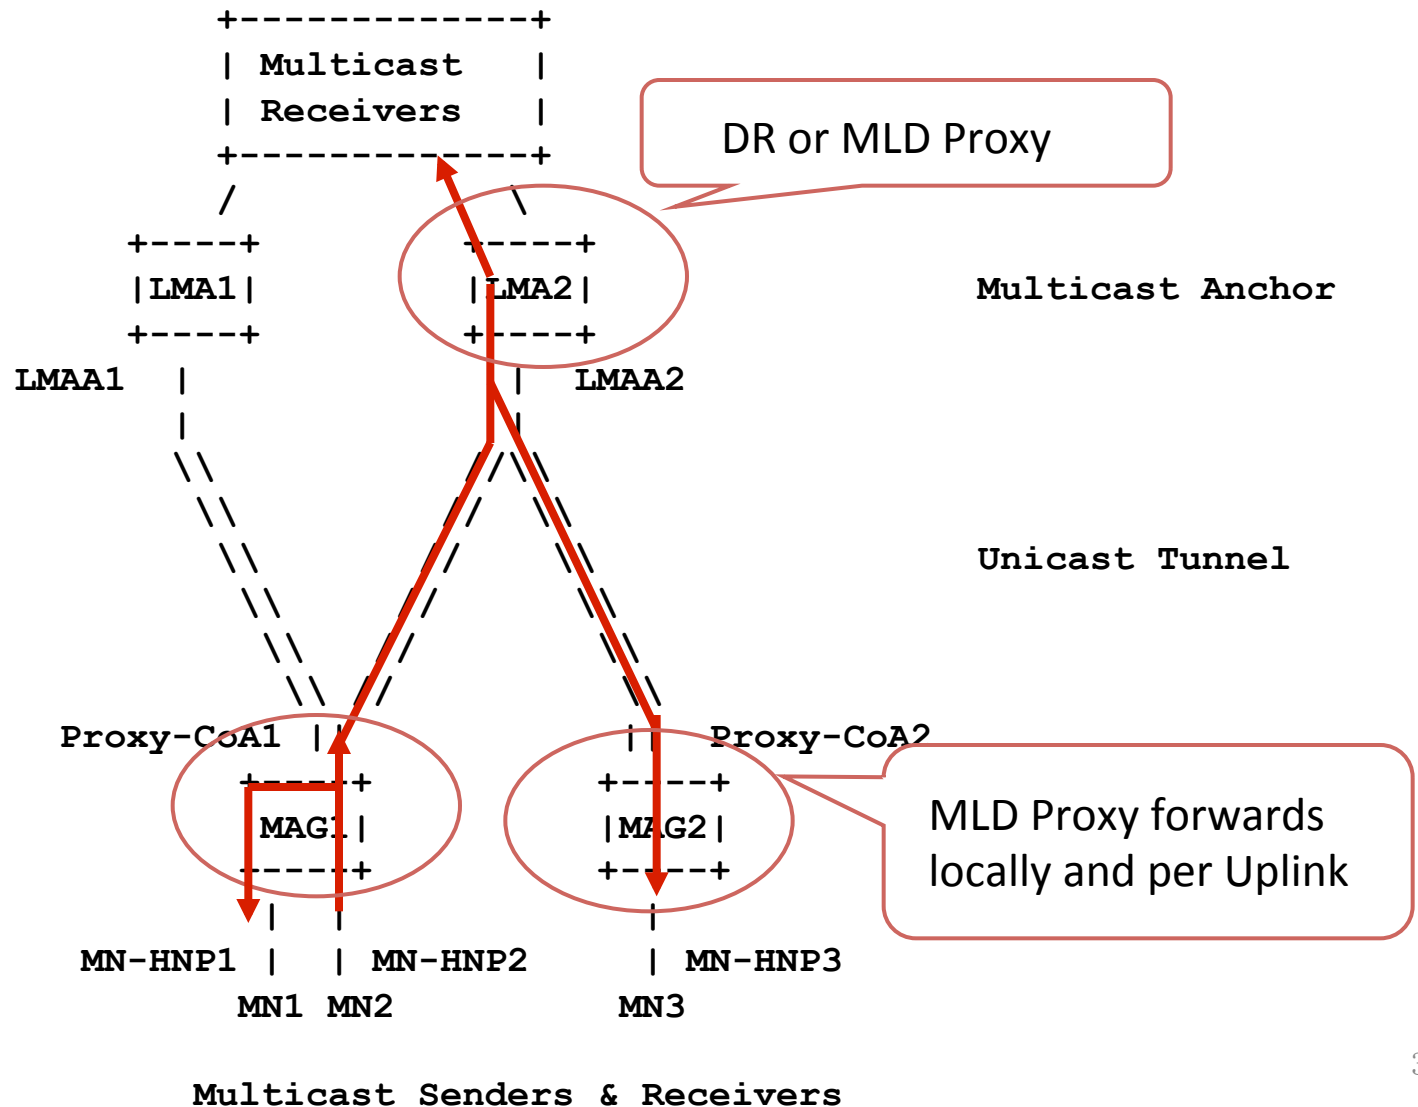 Multicast
Receivers
DR or MLD Proxy
LMA1 LMA2 Multicast Anchor
LMAA1 LMAA2
Unicast Tunnel
Proxy-CoA1 Proxy-CoA2
MAG1 MAG2
MLD Proxy forwards
locally and per Uplink
MN-HNP1 MN-HNP2 MN-HNP3
MN1 MN2 MN3
Multicast Senders & Receivers